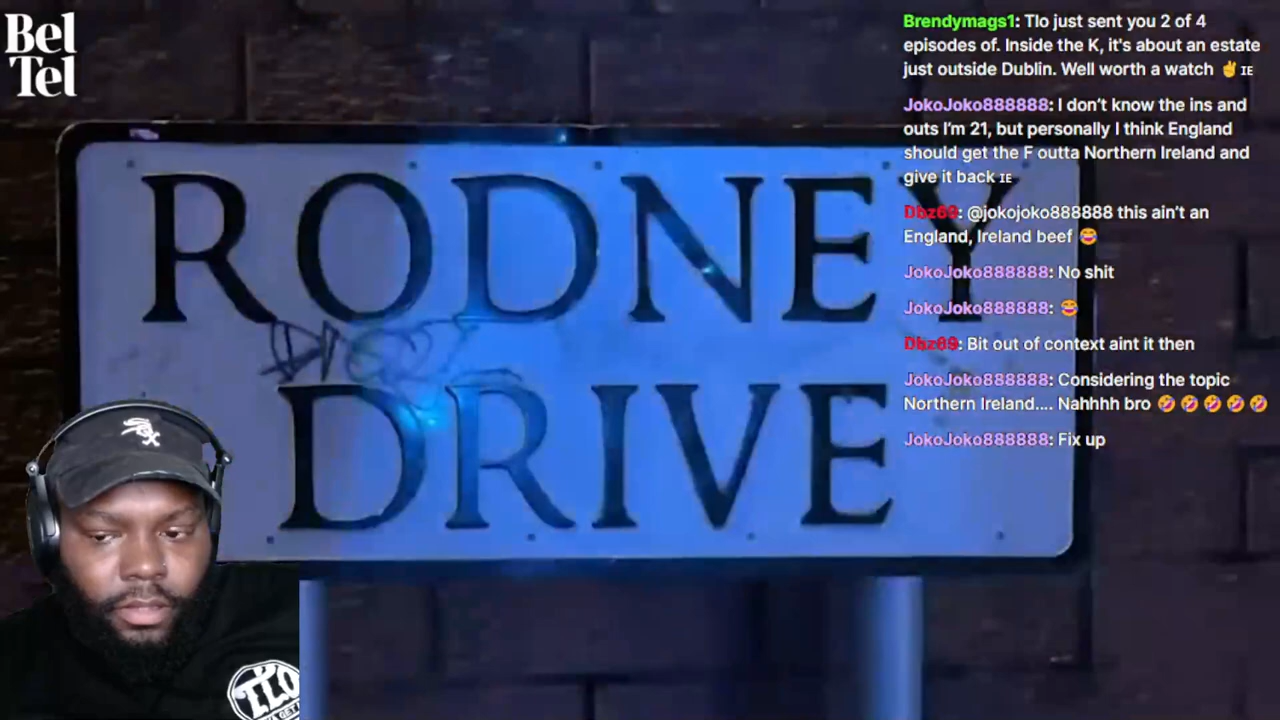 Bel
Tel
RODNEY
DRIVE
Brendymags1: Tlo just sent you 2 of 4
episodes of. Inside the K, it's about an estate
just outside Dublin. Well worth a watch ✌️🇮🇪
JokoJoko888888: I don't know the ins and
outs I'm 21, but personally I think England
should get the F outta Northern Ireland and
give it back 🇮🇪
Dbz69: @jokojoko888888 this ain't an
England, Ireland beef 😂
JokoJoko888888: No shit
JokoJoko888888: 😂
Dbz69: Bit out of context aint it then
JokoJoko888888: Considering the topic
Northern Ireland.... Nahhhh bro 🤣🤣🤣🤣🤣
JokoJoko888888: Fix up
Sox
TLO